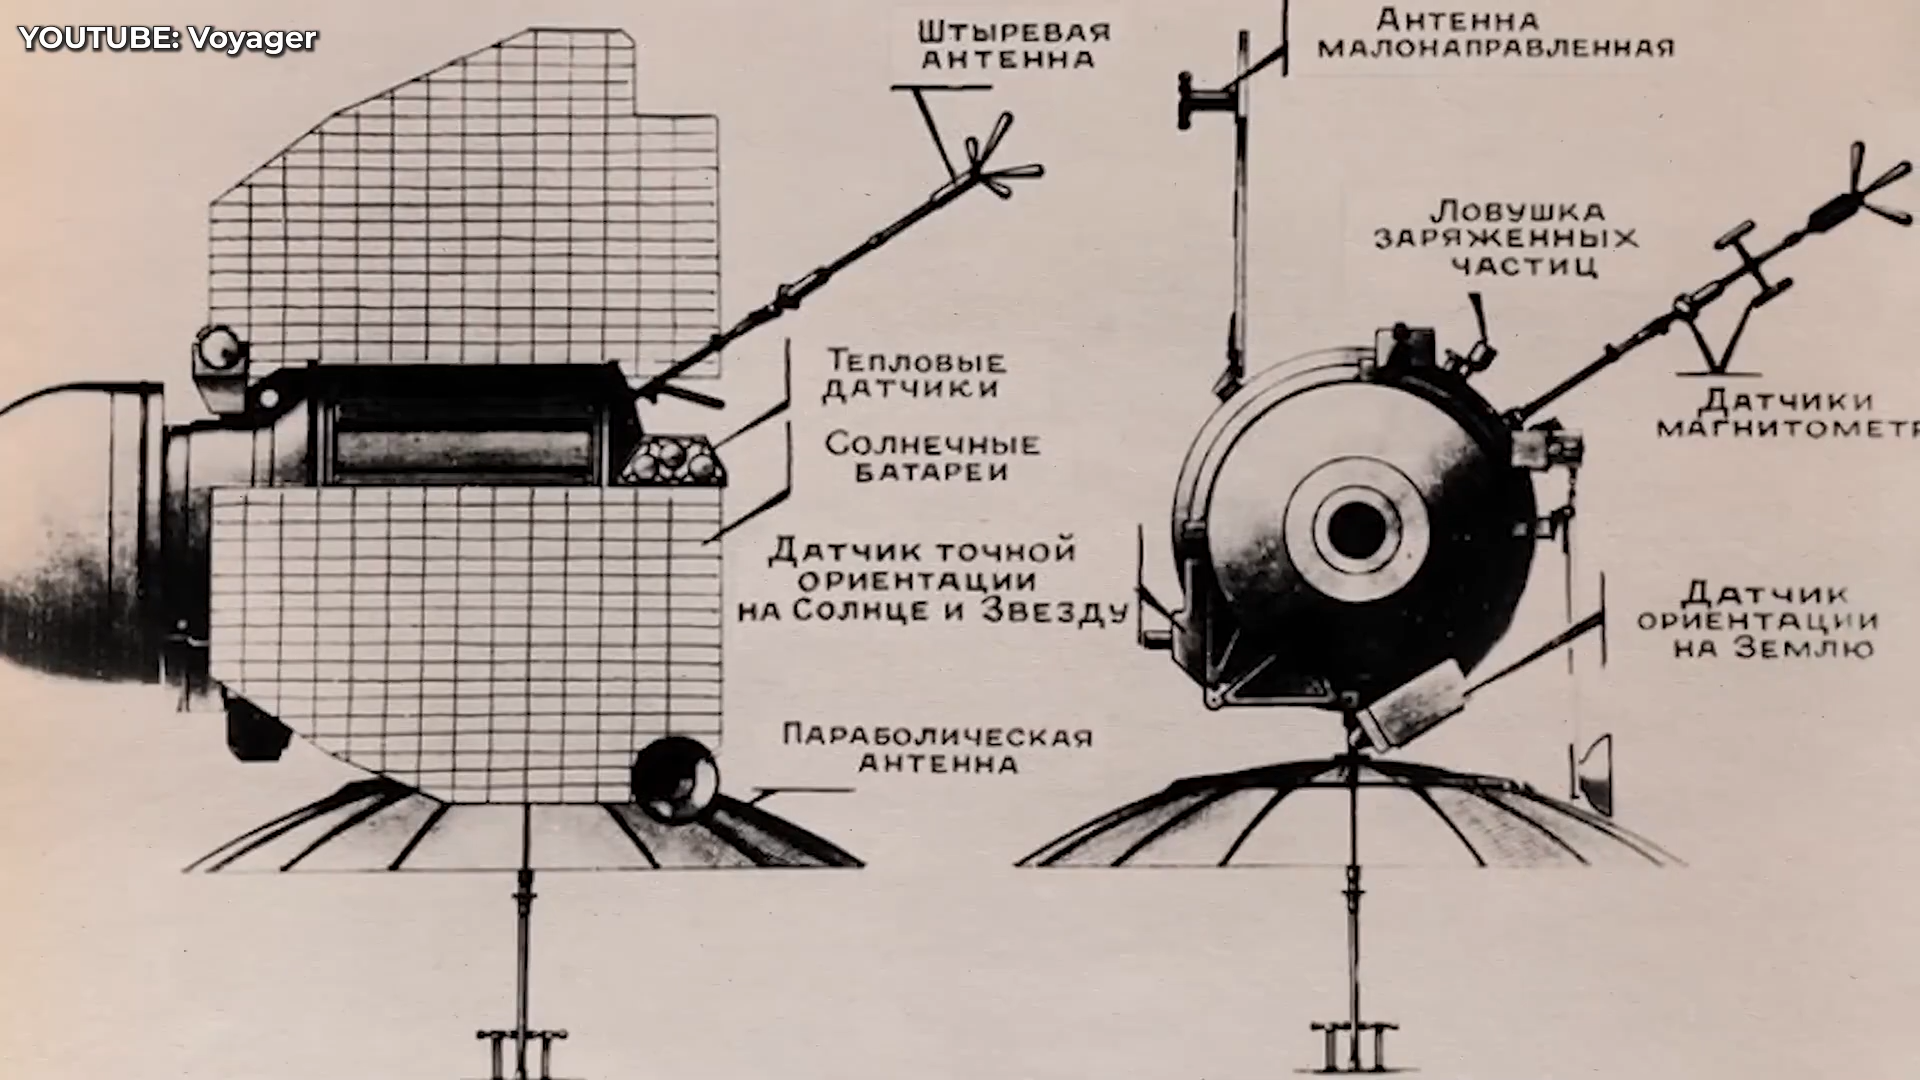 YOUTUBE: Voyager
Штыревая
антенна
Антенна
малонаправленная
Ловушка
заряженных
частиц
Датчики
Тепловые
датчики
Солнечные
батареи
Датчик точной
ориентации
на Солнце и Звезду
Датчик
ориентации
на Землю
Параболическая
антенна